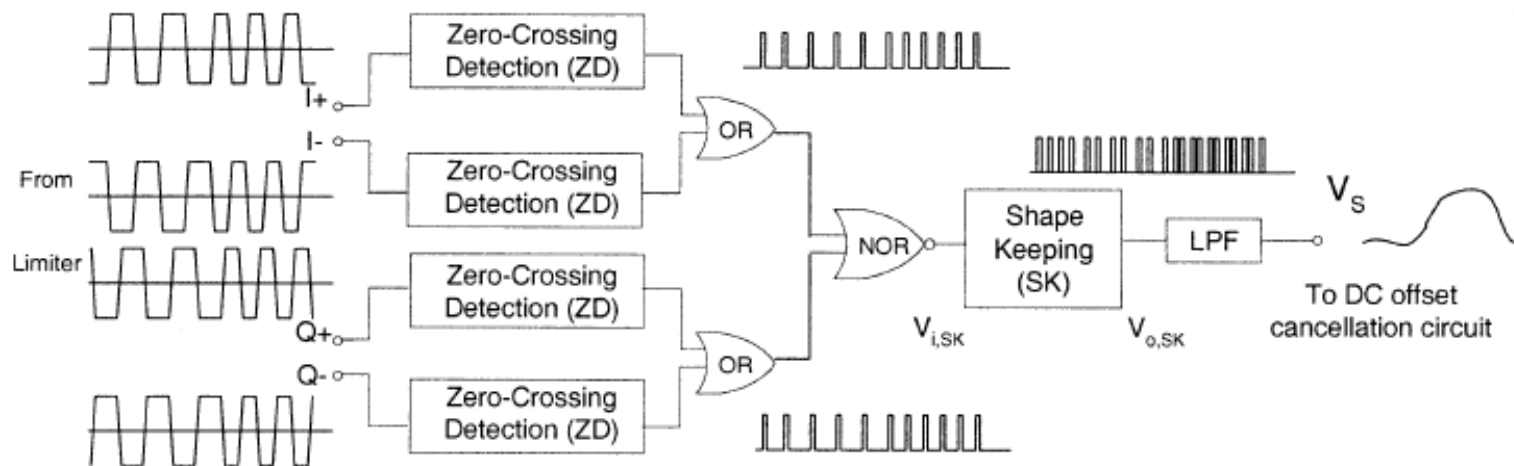 Zero-Crossing
Detection (ZD)
I+
OR
I-
Zero-Crossing
Detection (ZD)
From
Limiter
NOR
Shape
Keeping
(SK)
LPF
V_S
To DC offset
cancellation circuit
V_i,SK
V_o,SK
Zero-Crossing
Detection (ZD)
Q+
OR
Q-
Zero-Crossing
Detection (ZD)